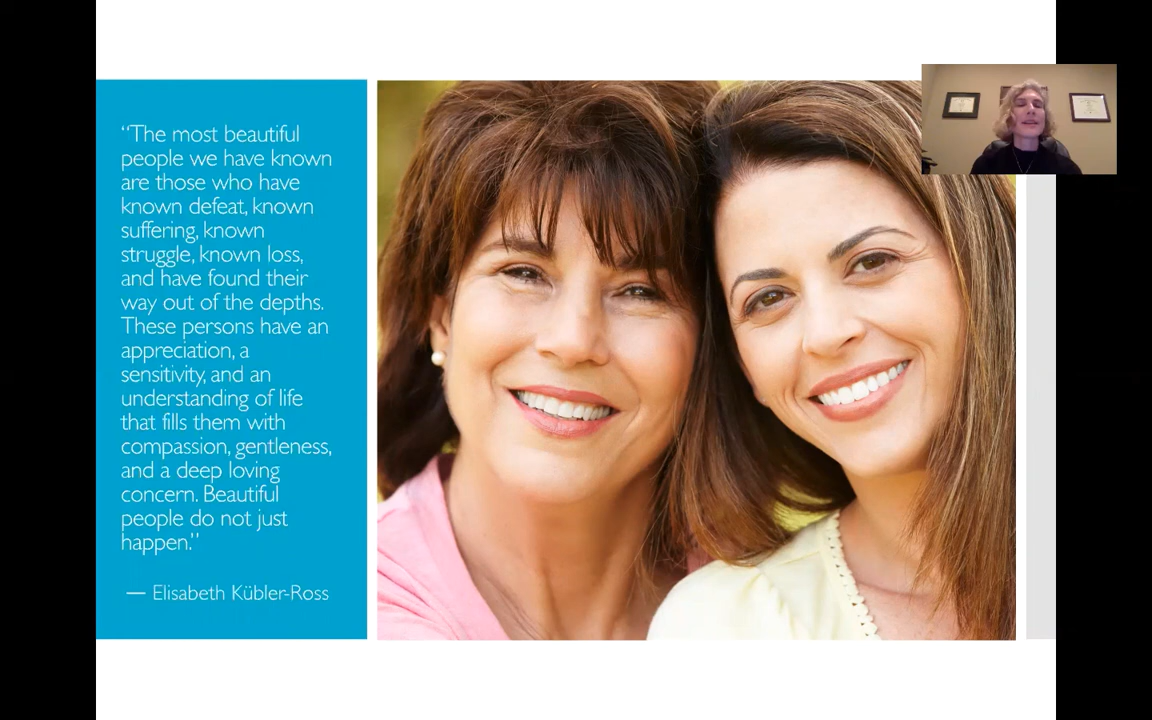 “The most beautiful
people we have known
are those who have
known defeat, known
suffering, known
struggle, known loss,
and have found their
way out of the depths.
These persons have an
appreciation, a
sensitivity, and an
understanding of life
that fills them with
compassion, gentleness,
and a deep loving
concern. Beautiful
people do not just
happen.”
— Elisabeth Kübler-Ross